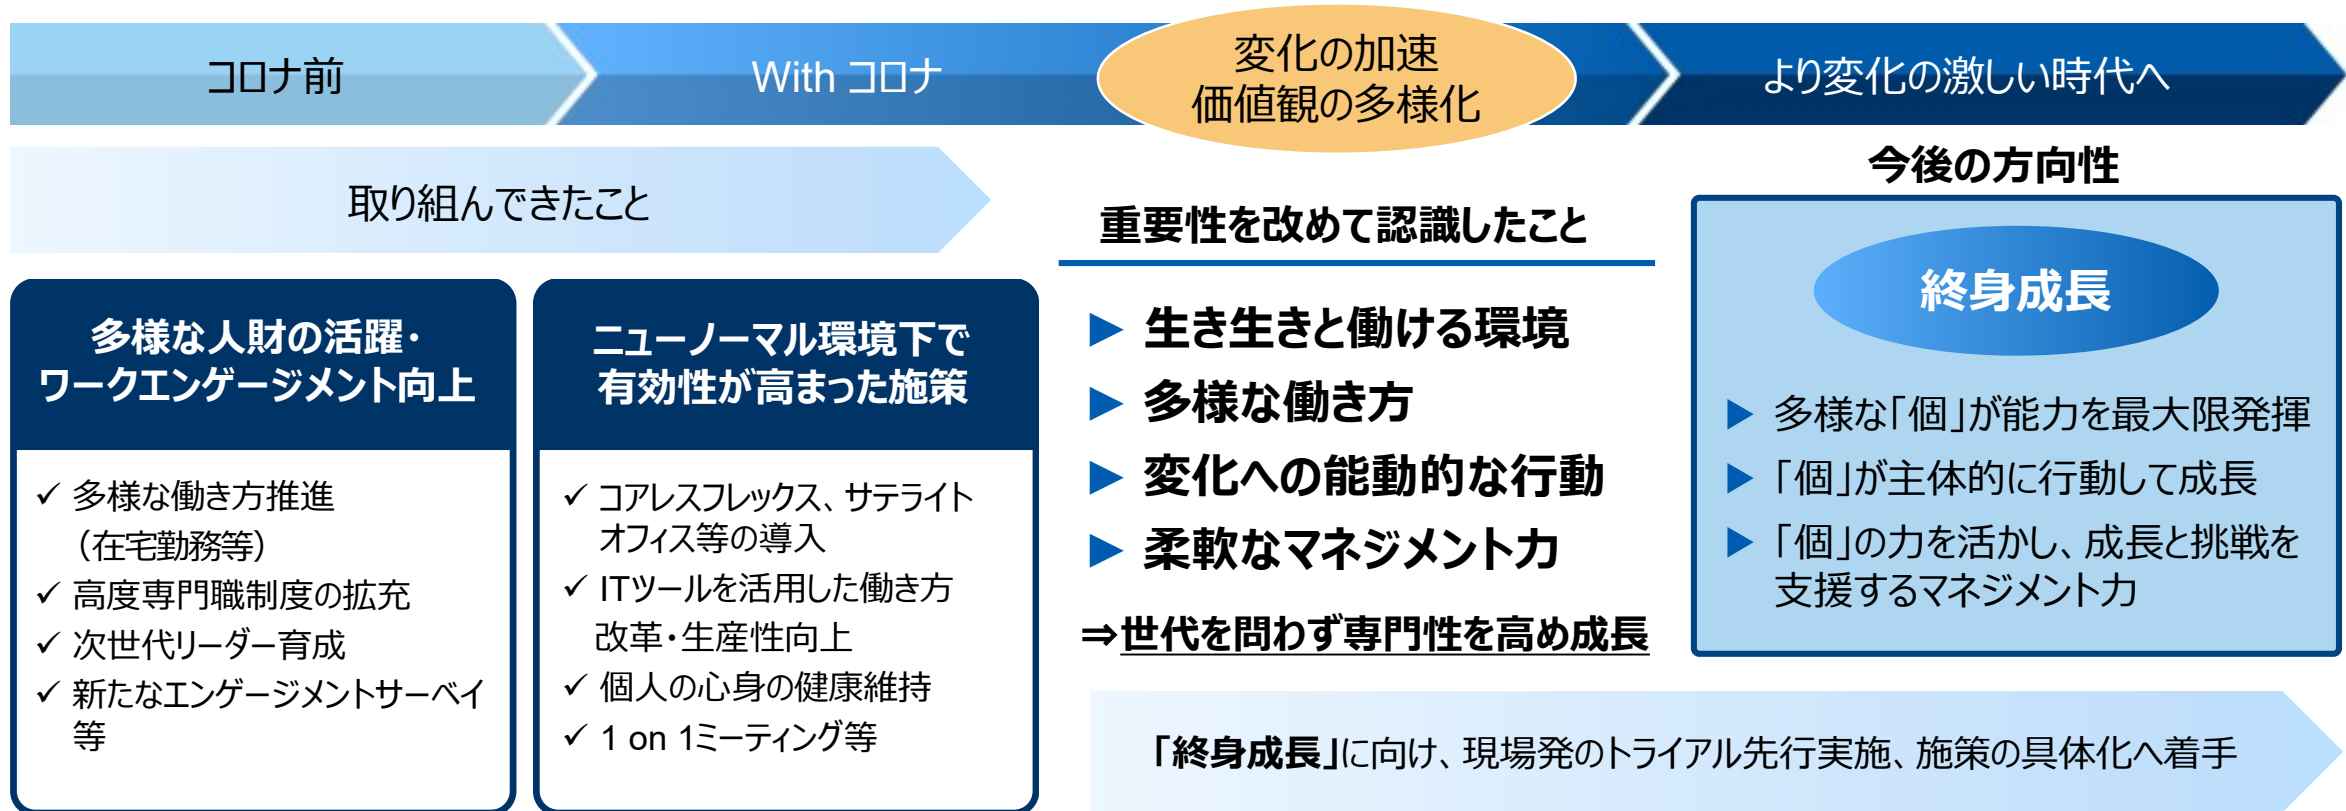 コロナ前
With コロナ
変化の加速
価値観の多様化
より変化の激しい時代へ
取り組んできたこと
多様な人財の活躍・
ワークエンゲージメント向上
✓ 多様な働き方推進
（在宅勤務等）
✓ 高度専門職制度の拡充
✓ 次世代リーダー育成
✓ 新たなエンゲージメントサーベイ
等
ニューノーマル環境下で
有効性が高まった施策
✓ コアレスフレックス、サテライト
オフィス等の導入
✓ ITツールを活用した働き方
改革・生産性向上
✓ 個人の心身の健康維持
✓ 1 on 1ミーティング等
重要性を改めて認識したこと
▶ 生き生きと働ける環境
▶ 多様な働き方
▶ 変化への能動的な行動
▶ 柔軟なマネジメント力
⇒世代を問わず専門性を高め成長
今後の方向性
終身成長
▶ 多様な「個」が能力を最大限発揮
▶ 「個」が主体的に行動して成長
▶ 「個」の力を活かし、成長と挑戦を
支援するマネジメント力
「終身成長」に向け、現場発のトライアル先行実施、施策の具体化へ着手